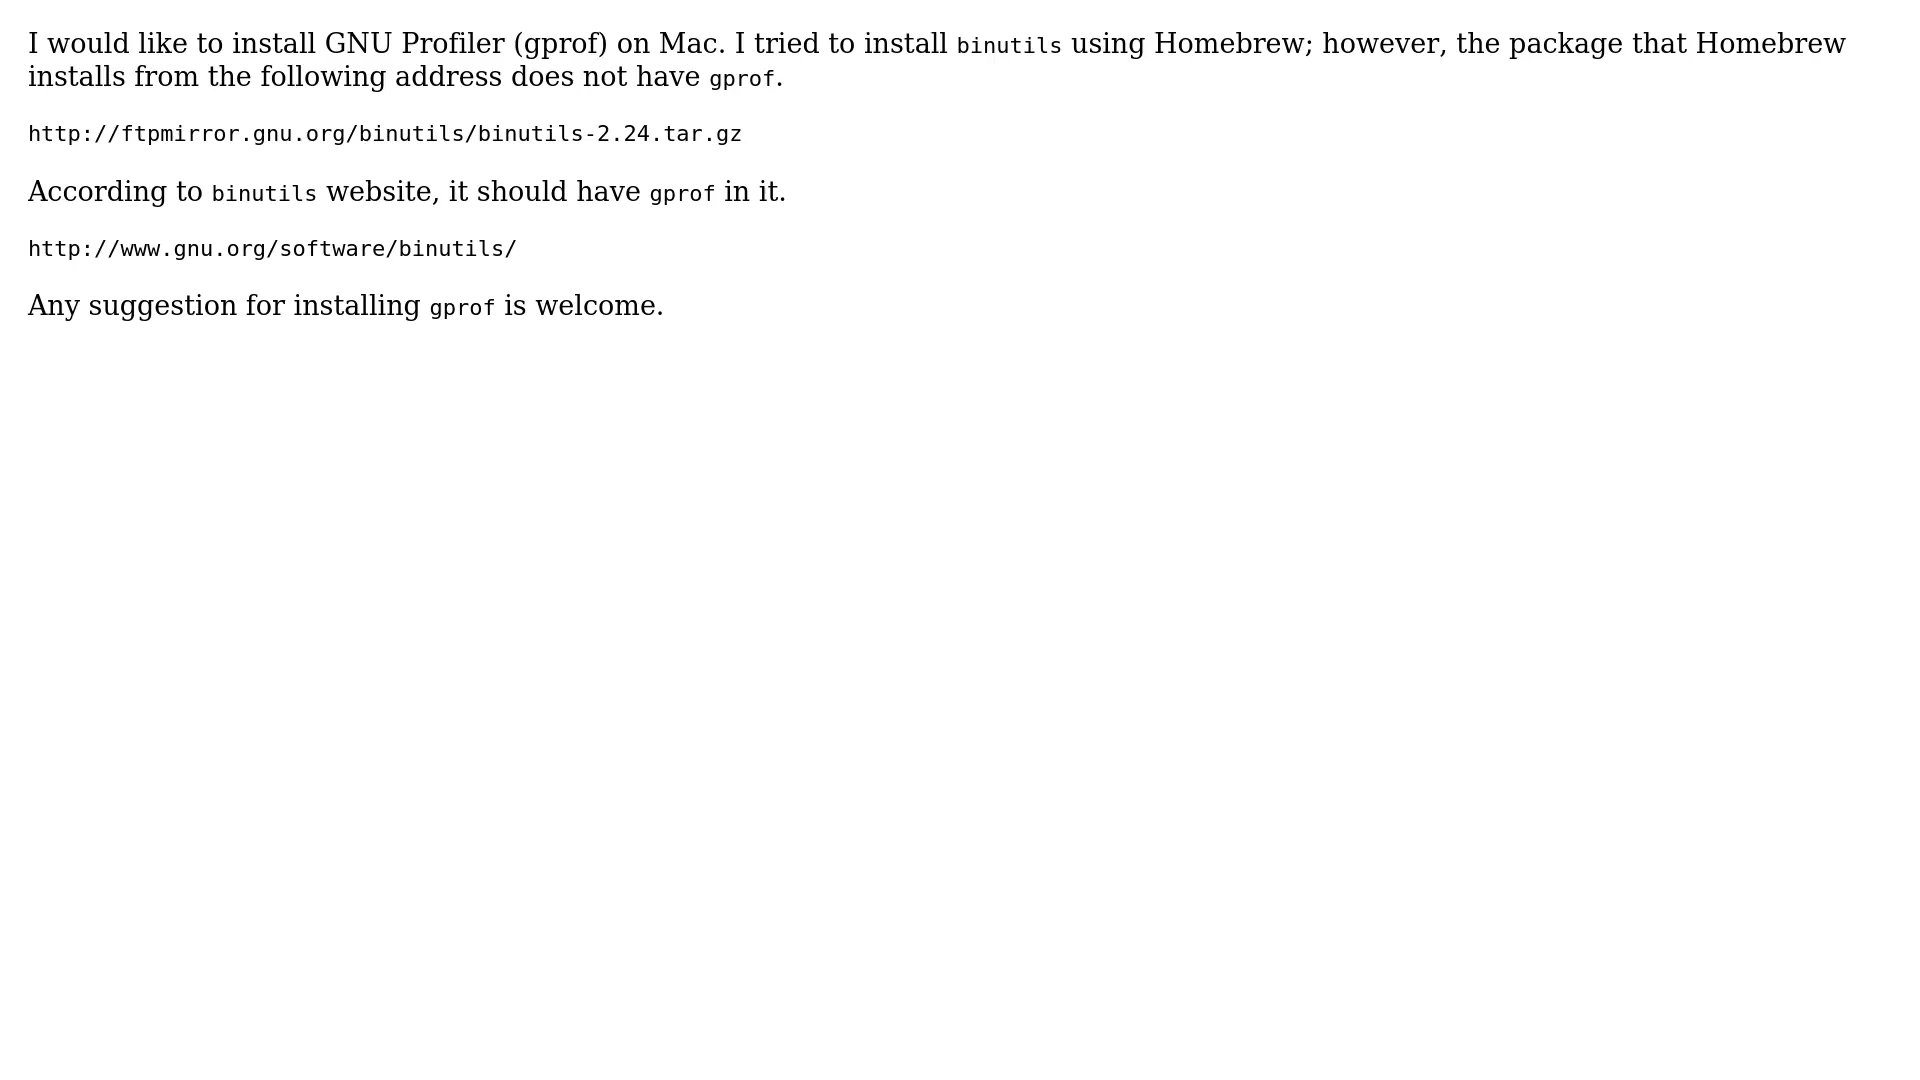 I would like to install GNU Profiler (gprof) on Mac. I tried to install binutils using Homebrew; however, the package that Homebrew
installs from the following address does not have gprof.
http://ftpmirror.gnu.org/binutils/binutils-2.24.tar.gz
According to binutils website, it should have gprof in it.
http://www.gnu.org/software/binutils/
Any suggestion for installing gprof is welcome.